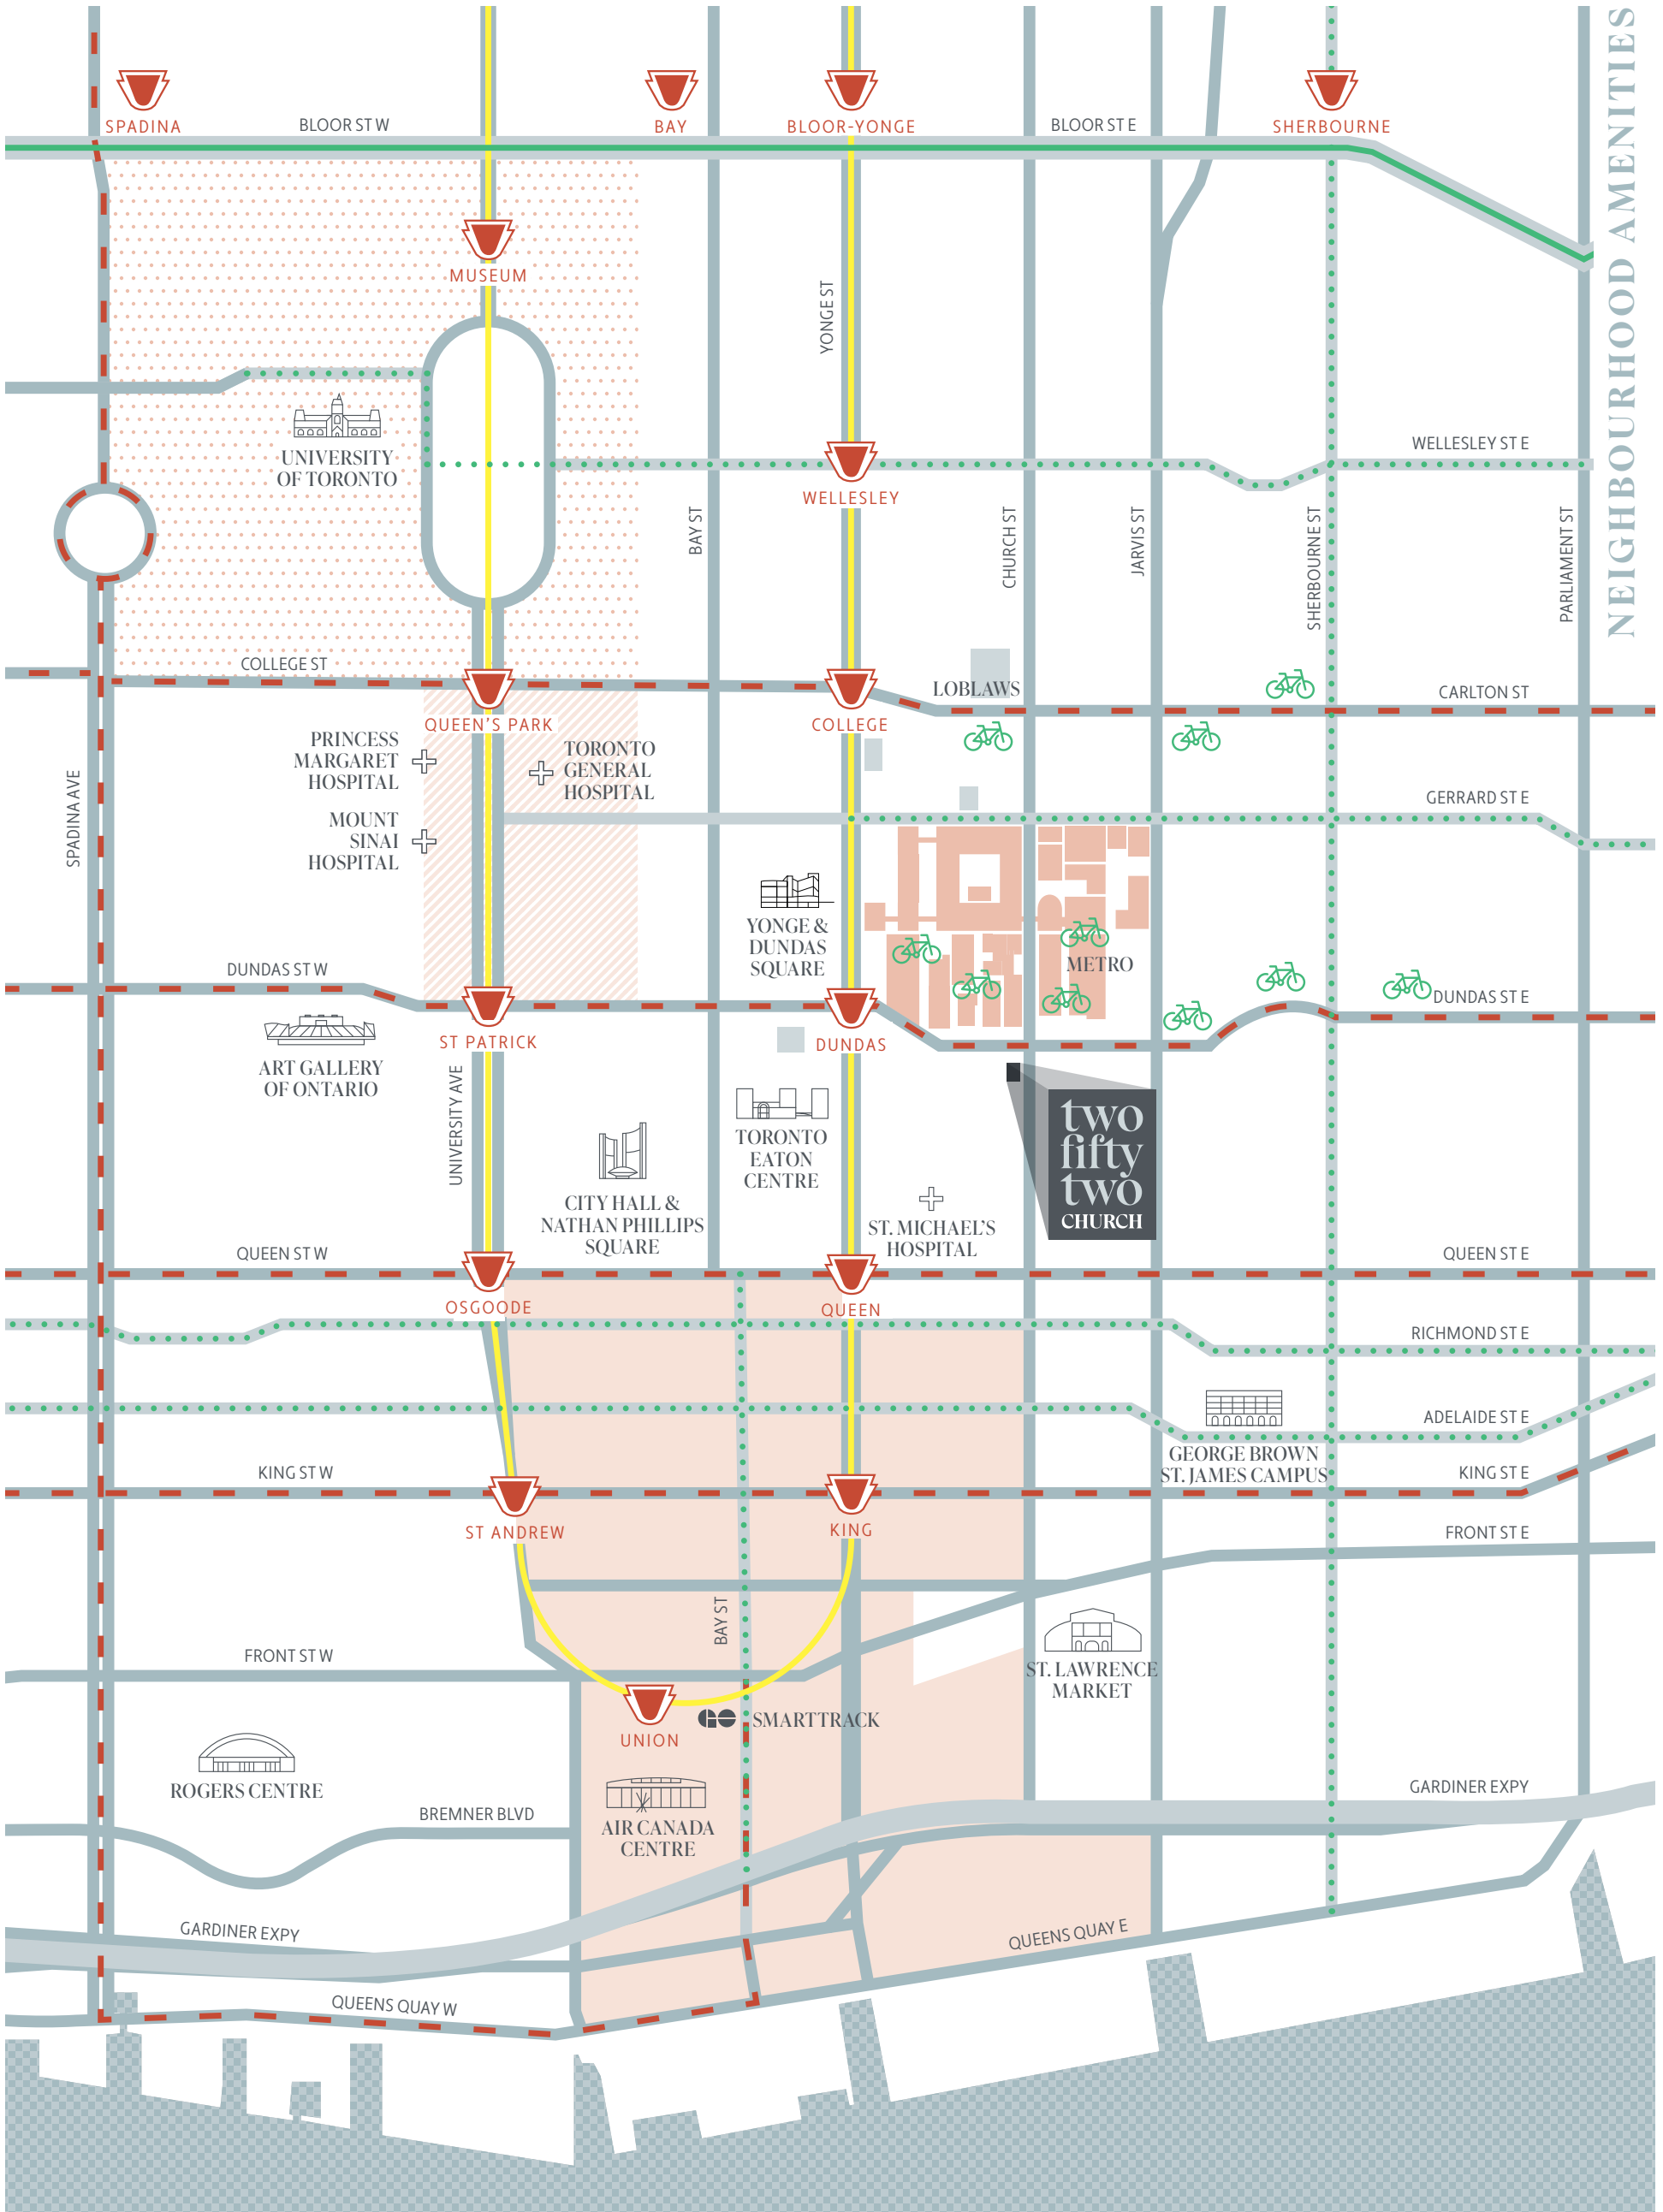 NEIGHBOURHOOD AMENITIES
SPADINA
BLOOR ST W
BAY
BLOOR-YONGE
BLOOR ST E
SHERBOURNE
MUSEUM
YONGE ST
UNIVERSITY
OF TORONTO
WELLESLEY ST E
WELLESLEY
BAY ST
CHURCH ST
JARVIS ST
SHERBOURNE ST
PARLIAMENT ST
COLLEGE ST
LOBLAWS
CARLTON ST
QUEEN'S PARK
COLLEGE
PRINCESS
MARGARET
HOSPITAL
TORONTO
GENERAL
HOSPITAL
SPADINA AVE
MOUNT
SINAI
HOSPITAL
GERRARD ST E
YONGE &
DUNDAS
SQUARE
METRO
DUNDAS ST W
DUNDAS ST E
ST PATRICK
DUNDAS
ART GALLERY
OF ONTARIO
UNIVERSITY AVE
TORONTO
EATON
CENTRE
two
fifty
two
CHURCH
CITY HALL &
NATHAN PHILLIPS
SQUARE
ST. MICHAEL'S
HOSPITAL
QUEEN ST W
QUEEN ST E
OSGOODE
QUEEN
RICHMOND ST E
ADELAIDE ST E
GEORGE BROWN
ST. JAMES CAMPUS
KING ST W
KING ST E
ST ANDREW
KING
FRONT ST E
BAY ST
FRONT ST W
ST. LAWRENCE
MARKET
UNION
GO
SMARTTRACK
ROGERS CENTRE
BREMNER BLVD
AIR CANADA
CENTRE
GARDINER EXPY
GARDINER EXPY
QUEENS QUAY E
QUEENS QUAY W